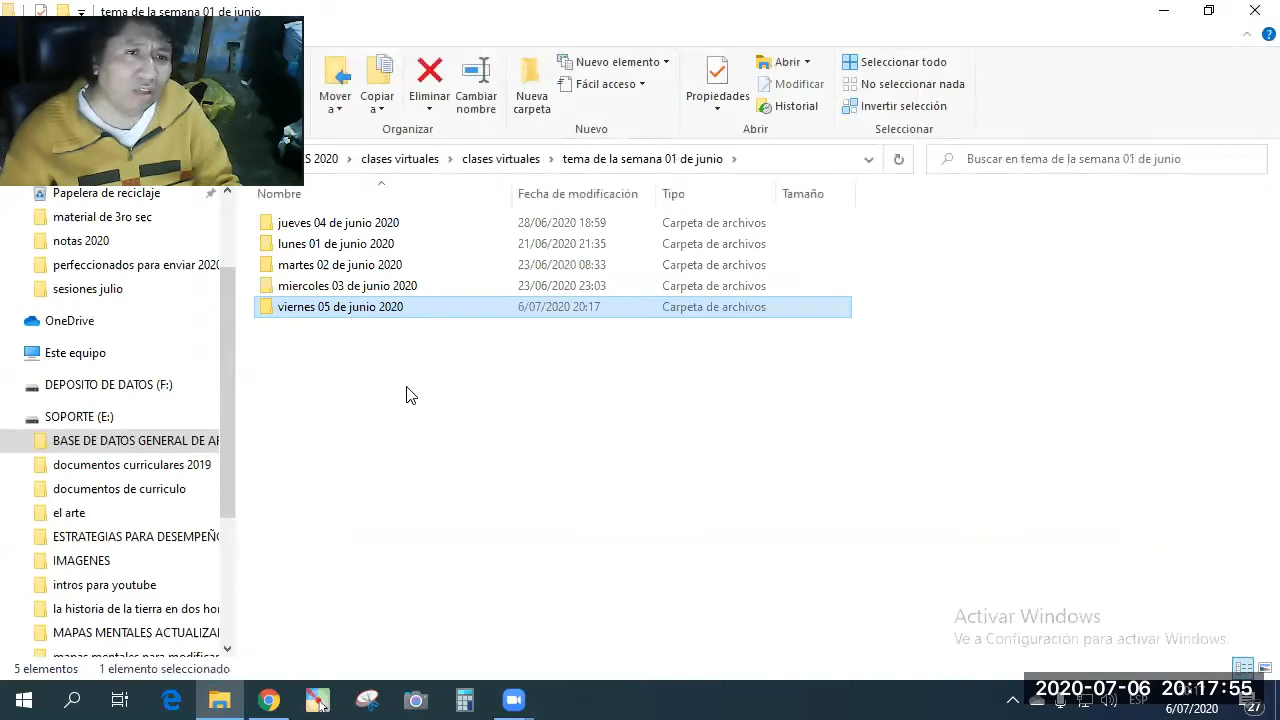 tema de la semana 01 de junio
Mover a
Copiar a
Eliminar
Cambiar nombre
Organizar
Nueva carpeta
Nuevo elemento
Fácil acceso
Nuevo
Propiedades
Abrir
Modificar
Historial
Abrir
Seleccionar todo
No seleccionar nada
Invertir selección
Seleccionar
S 2020 > clases virtuales > clases virtuales > tema de la semana 01 de junio >
Buscar en tema de la semana 01 de junio
Papelera de reciclaje
material de 3ro sec
notas 2020
perfeccionados para enviar 2020
sesiones julio
OneDrive
Este equipo
DEPOSITO DE DATOS (F:)
SOPORTE (E:)
BASE DE DATOS GENERAL DE AF
documentos curriculares 2019
documentos de curriculo
el arte
ESTRATEGIAS PARA DESEMPEÑO
IMAGENES
intros para youtube
la historia de la tierra en dos hor
MAPAS MENTALES ACTUALIZA
mapas mentales para modificar
Nombre Fecha de modificación Tipo Tamaño
jueves 04 de junio 2020 28/06/2020 18:59 Carpeta de archivos
lunes 01 de junio 2020 21/06/2020 21:35 Carpeta de archivos
martes 02 de junio 2020 23/06/2020 08:33 Carpeta de archivos
miercoles 03 de junio 2020 23/06/2020 23:03 Carpeta de archivos
viernes 05 de junio 2020 6/07/2020 20:17 Carpeta de archivos
Activar Windows
Ve a Configuración para activar Windows.
5 elementos 1 elemento seleccionado
2020-07-06 20:17:55
ESP
6/07/2020
27